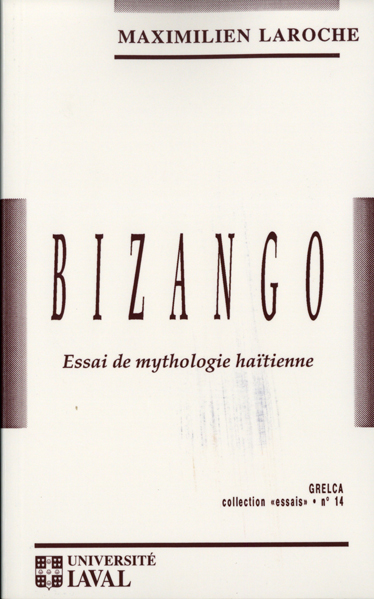 MAXIMILIEN LAROCHE
BIZANGO
Essai de mythologie haïtienne
GRELCA
collection «essais» • n° 14
UNIVERSITÉ
LAVAL